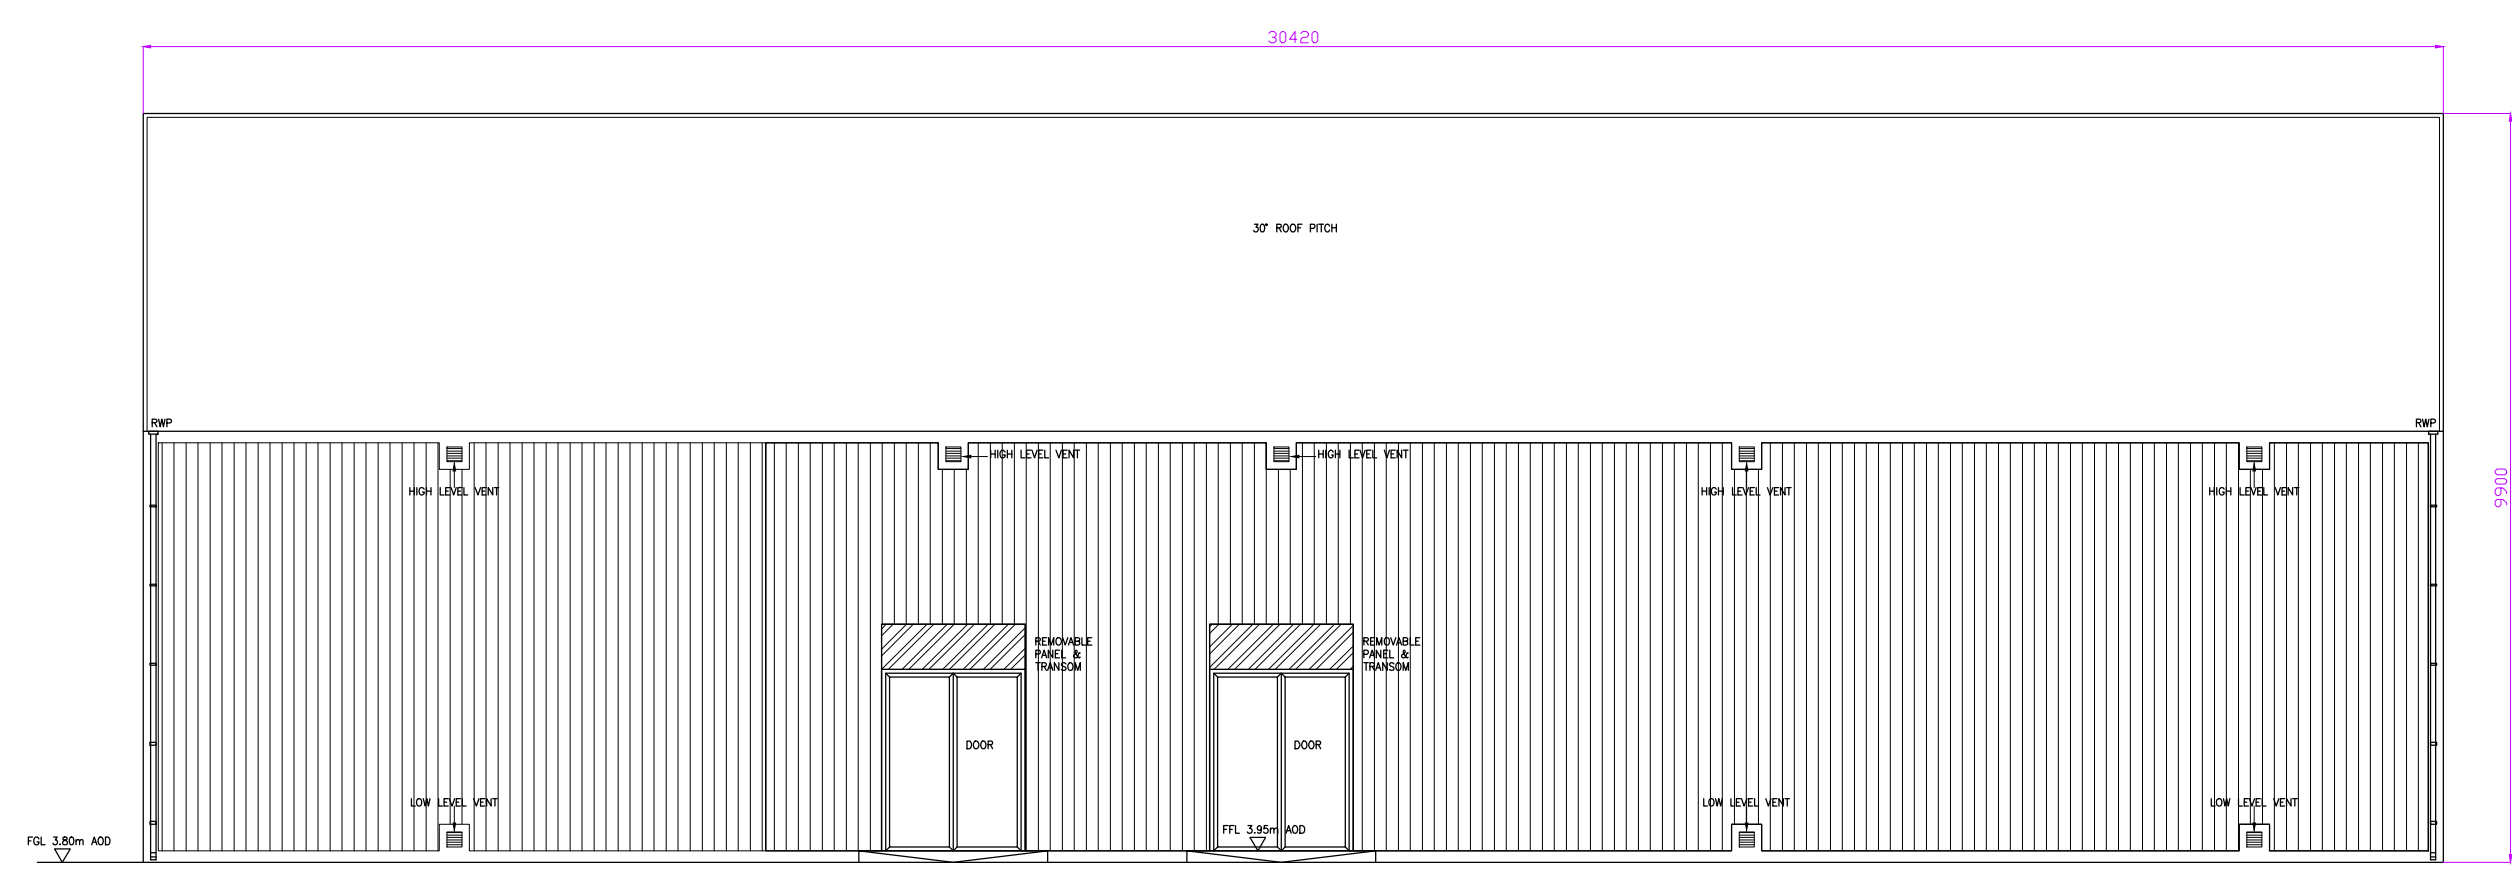 30420
30° ROOF PITCH
RWP
RWP
HIGH LEVEL VENT
HIGH LEVEL VENT
HIGH LEVEL VENT
HIGH LEVEL VENT
HIGH LEVEL VENT
9900
REMOVABLE
PANEL &
TRANSOM
REMOVABLE
PANEL &
TRANSOM
DOOR
DOOR
LOW LEVEL VENT
LOW LEVEL VENT
LOW LEVEL VENT
FFL 3.95m AOD
FGL 3.80m AOD